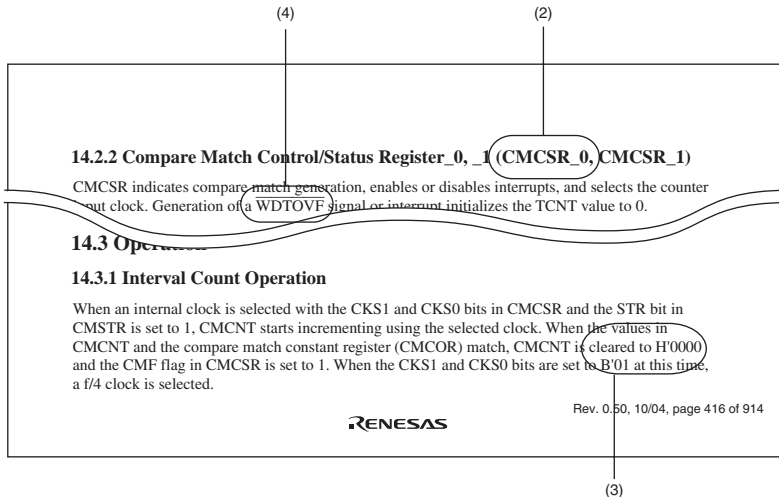 (4) (2)
14.2.2 Compare Match Control/Status Register_0, _1 (CMCSR_0, CMCSR_1)
CMCSR indicates compare match generation, enables or disables interrupts, and selects the counter
input clock. Generation of a WDTOVF signal or interrupt initializes the TCNT value to 0.
14.3 Operation
14.3.1 Interval Count Operation
When an internal clock is selected with the CKS1 and CKS0 bits in CMCSR and the STR bit in
CMSTR is set to 1, CMCNT starts incrementing using the selected clock. When the values in
CMCNT and the compare match constant register (CMCOR) match, CMCNT is cleared to H'0000
and the CMF flag in CMCSR is set to 1. When the CKS1 and CKS0 bits are set to B'01 at this time,
a f/4 clock is selected.
Rev. 0.50, 10/04, page 416 of 914
RENESAS
(3)